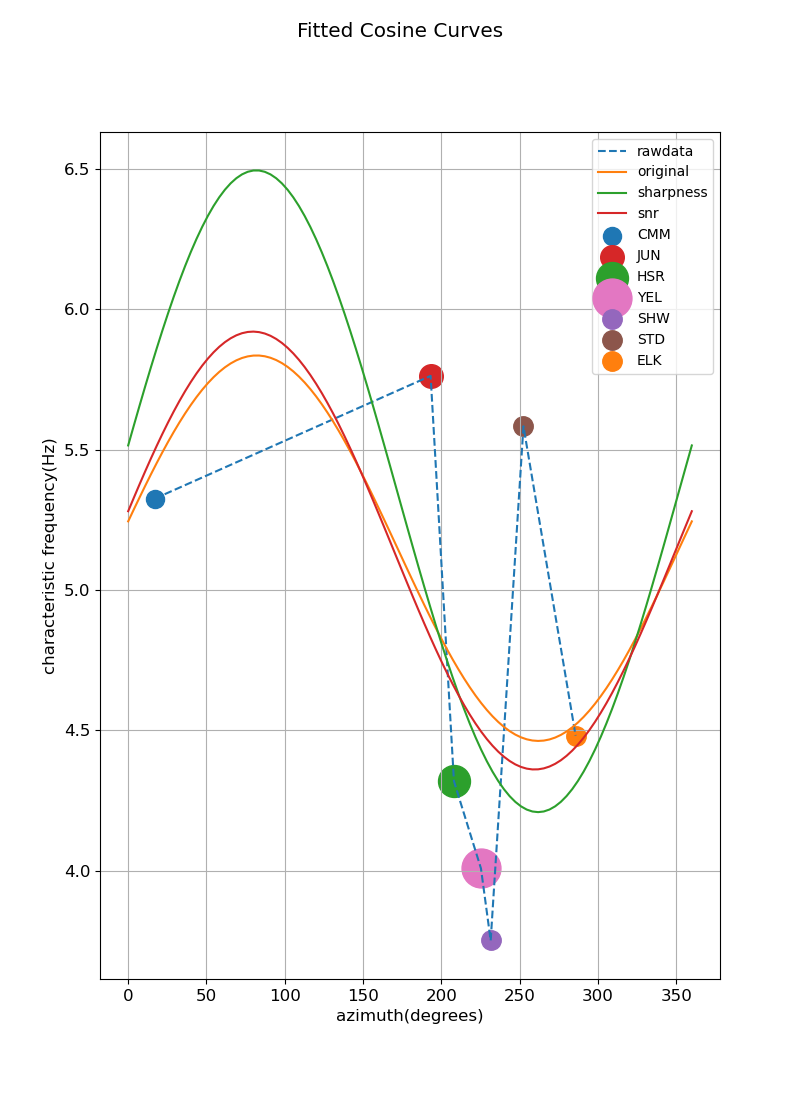 Fitted Cosine Curves
rawdata
original
sharpness
snr
CMM
JUN
HSR
YEL
SHW
STD
ELK
6.5
6.0
5.5
5.0
4.5
4.0
characteristic frequency(Hz)
0 50 100 150 200 250 300 350
azimuth(degrees)